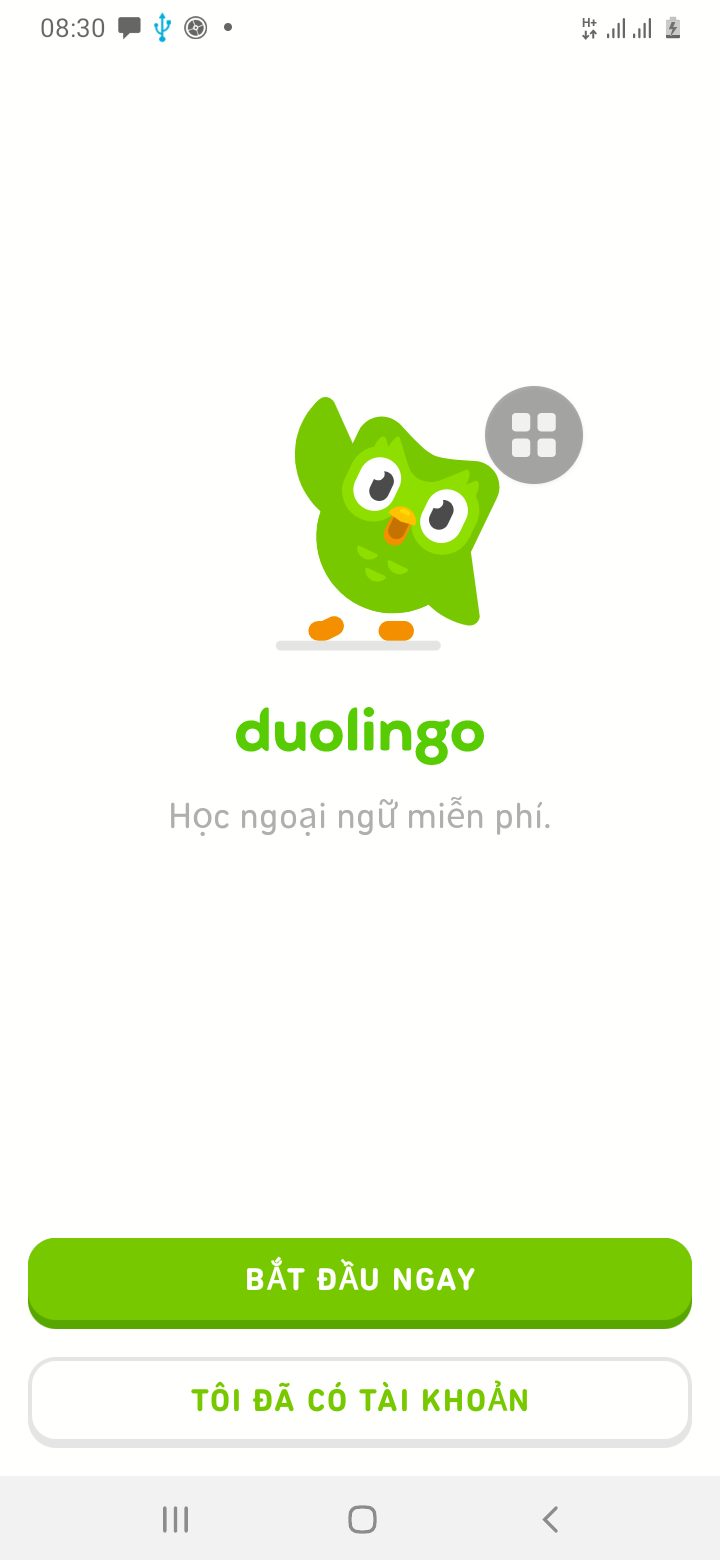 08:30
H+
duolingo
Học ngoại ngữ miễn phí.
BẮT ĐẦU NGAY
TÔI ĐÃ CÓ TÀI KHOẢN